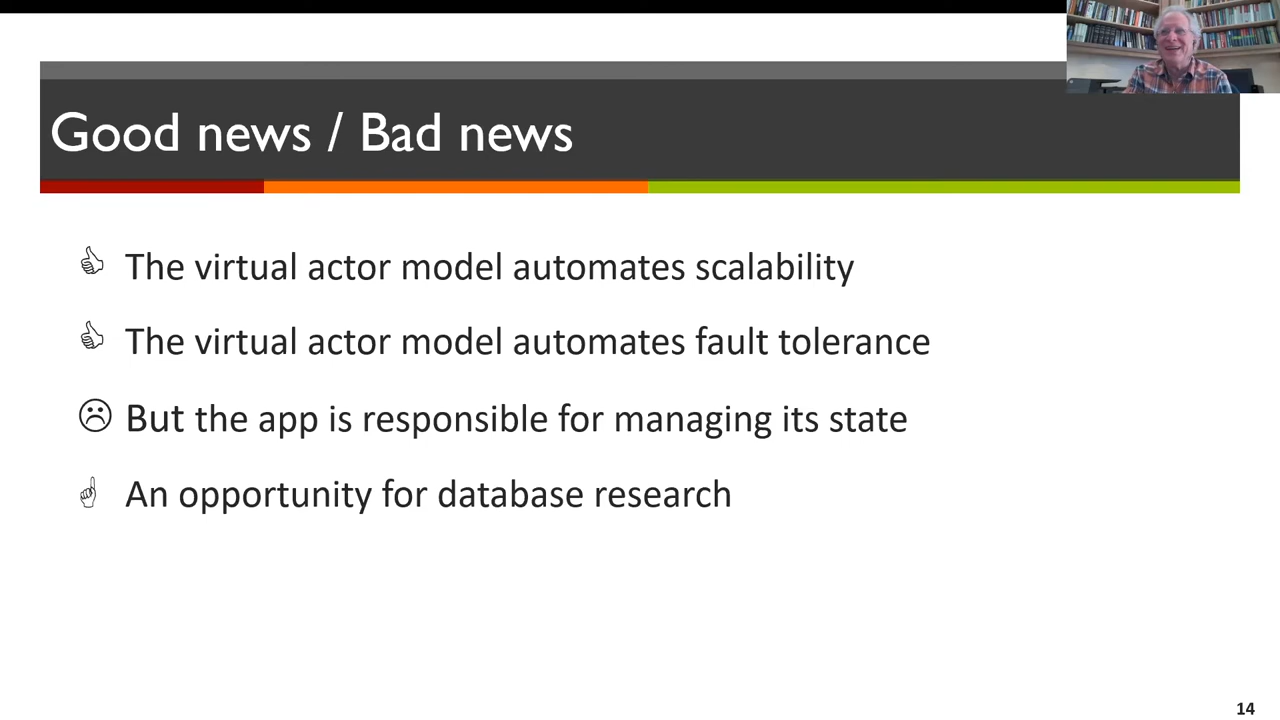 Good news / Bad news
The virtual actor model automates scalability
The virtual actor model automates fault tolerance
But the app is responsible for managing its state
An opportunity for database research
14